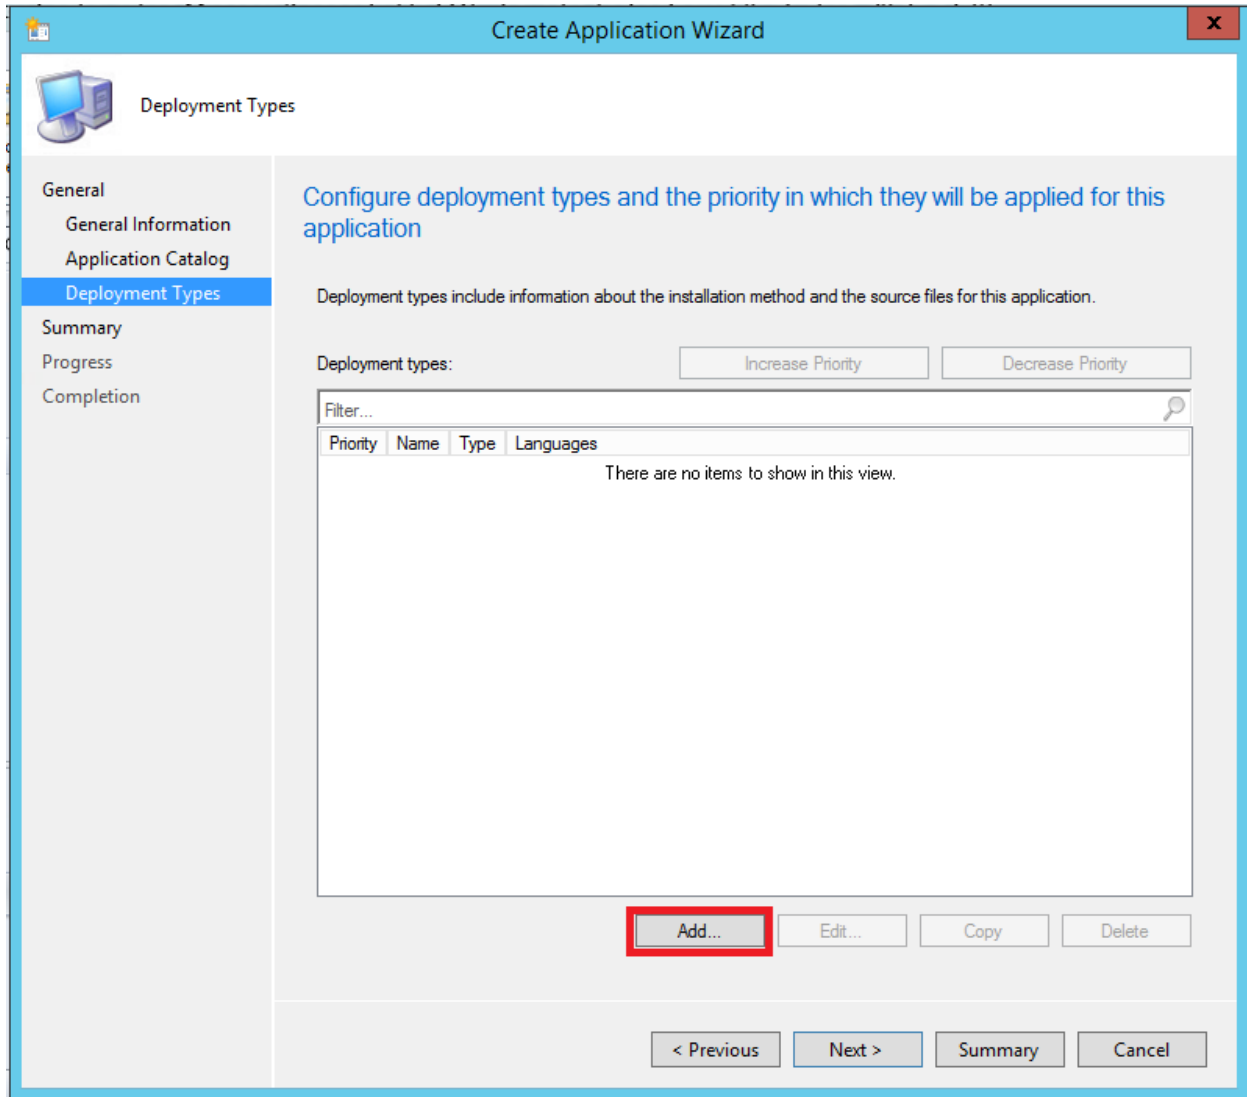 Create Application Wizard
X
Deployment Types
General
General Information
Application Catalog
Deployment Types
Summary
Progress
Completion
Configure deployment types and the priority in which they will be applied for this
application
Deployment types include information about the installation method and the source files for this application.
Deployment types:
Increase Priority
Decrease Priority
Filter...
Priority Name Type Languages
There are no items to show in this view.
Add... Edit... Copy Delete
< Previous Next > Summary Cancel